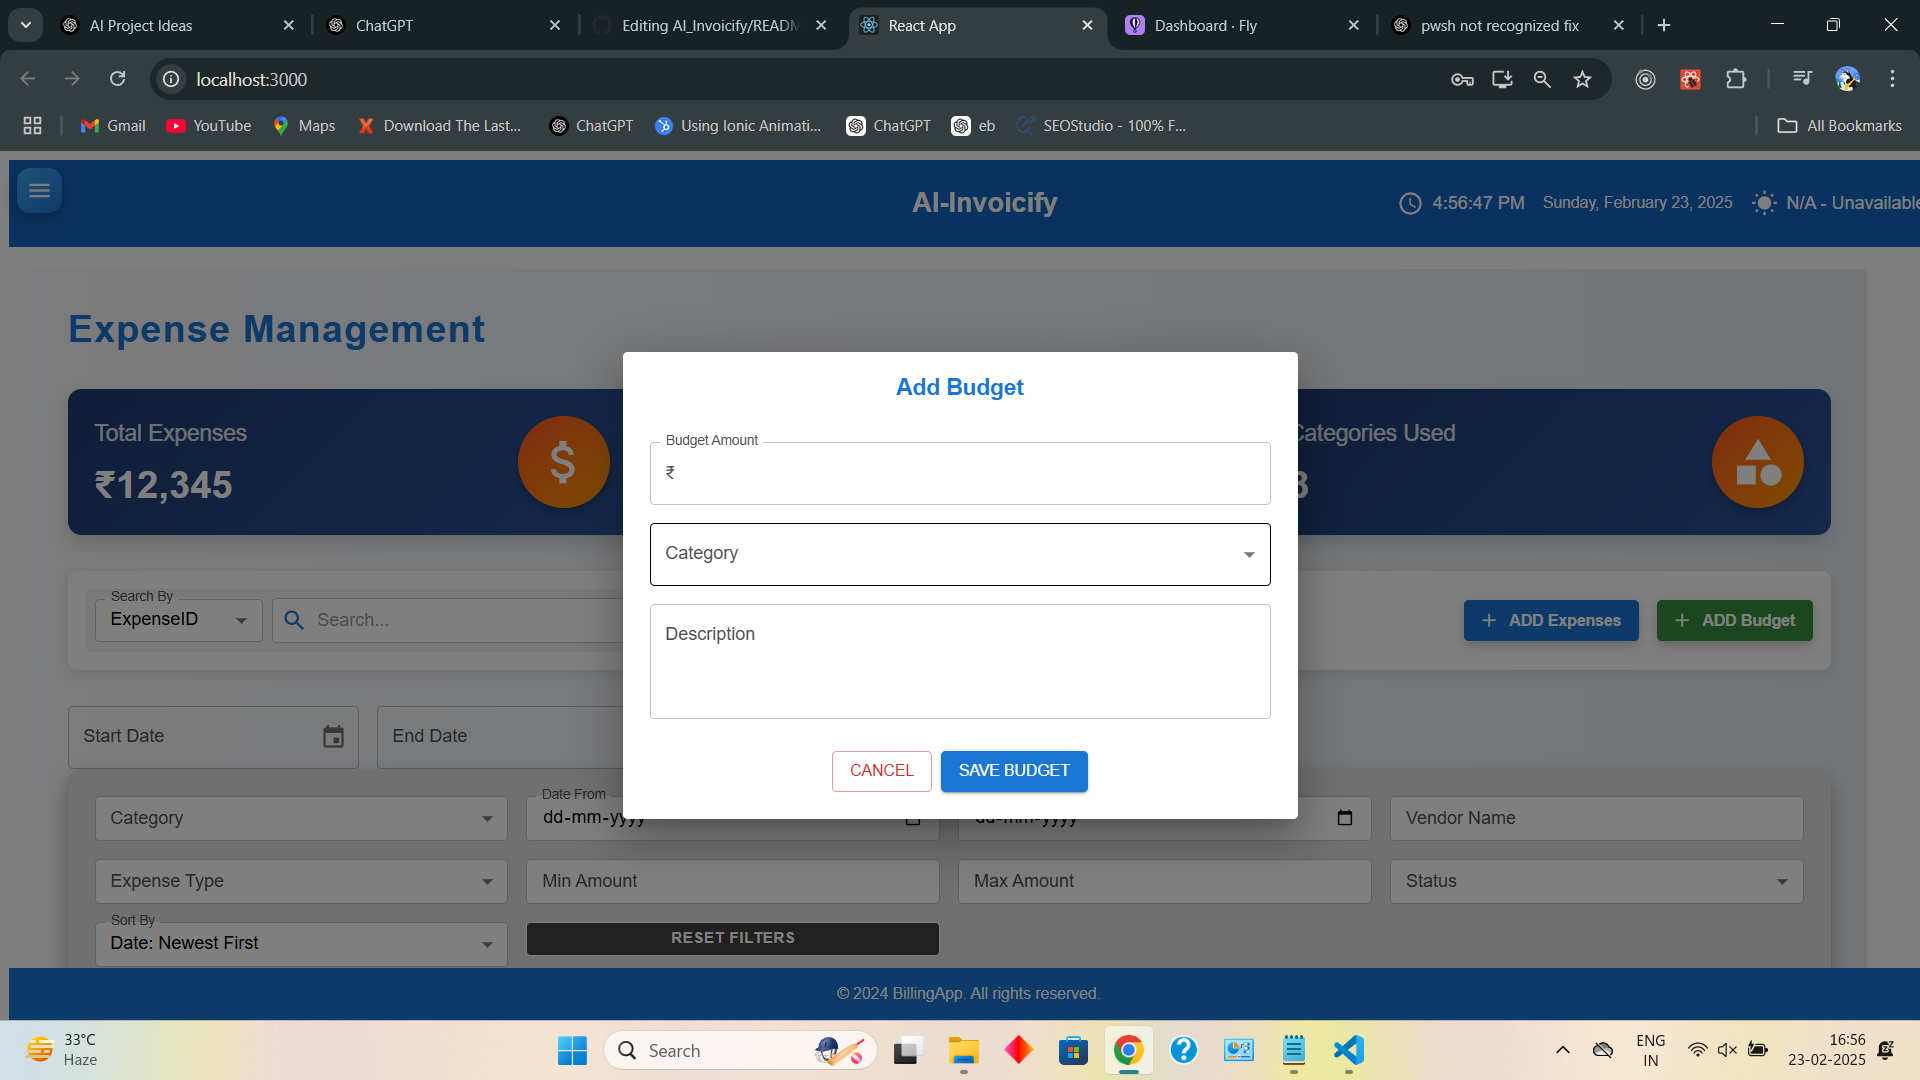 AI Project Ideas
ChatGPT
Editing AI_Invoicify/READM
React App
Dashboard · Fly
pwsh not recognized fix
localhost:3000
Gmail
YouTube
Maps
Download The Last...
ChatGPT
Using Ionic Animati...
ChatGPT
eb
SEOStudio - 100% F...
All Bookmarks
AI-Invoicify
4:56:47 PM
Sunday, February 23, 2025
N/A - Unavailable
Expense Management
Total Expenses
₹12,345
Categories Used
3
Add Budget
Budget Amount
₹
Category
Description
CANCEL
SAVE BUDGET
Search By
ExpenseID
Search...
+ ADD Expenses
+ ADD Budget
Start Date
End Date
Category
Date From
dd-mm-yyyy
dd-mm-yyyy
Vendor Name
Expense Type
Min Amount
Max Amount
Status
Sort By
Date: Newest First
RESET FILTERS
© 2024 BillingApp. All rights reserved.
33°C
Haze
Search
ENG
IN
16:56
23-02-2025